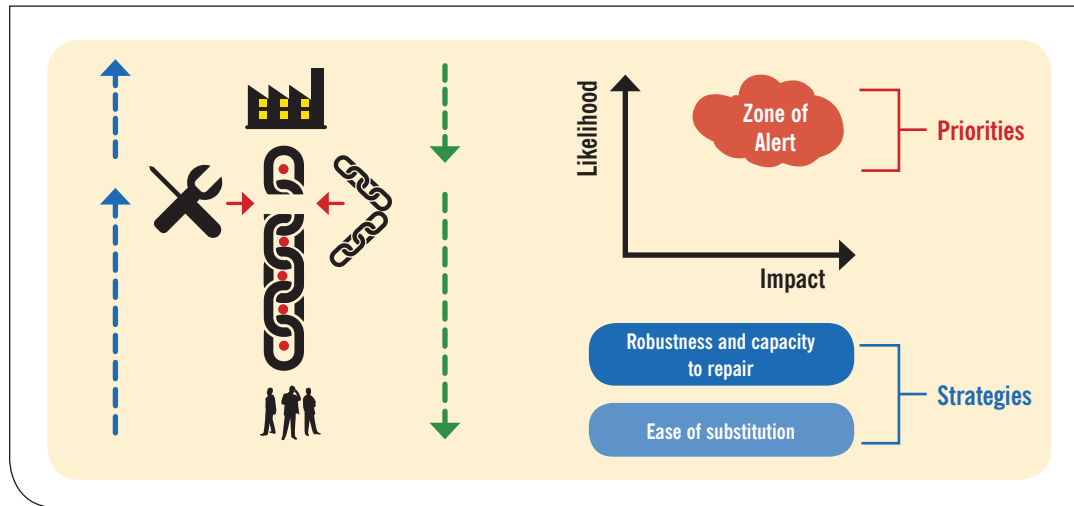 Likelihood
Zone of
Alert
Priorities
Impact
Robustness and capacity
to repair
Strategies
Ease of substitution